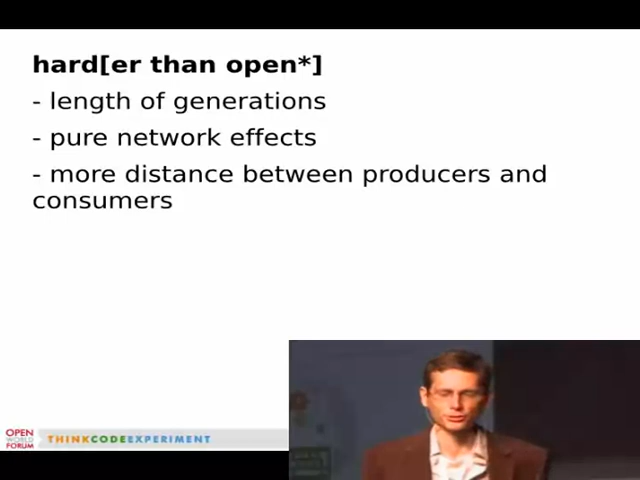 hard[er than open*]
- length of generations
- pure network effects
- more distance between producers and
consumers
OPEN
WORLD
FORUM
THINKCODEEXPERIMENT